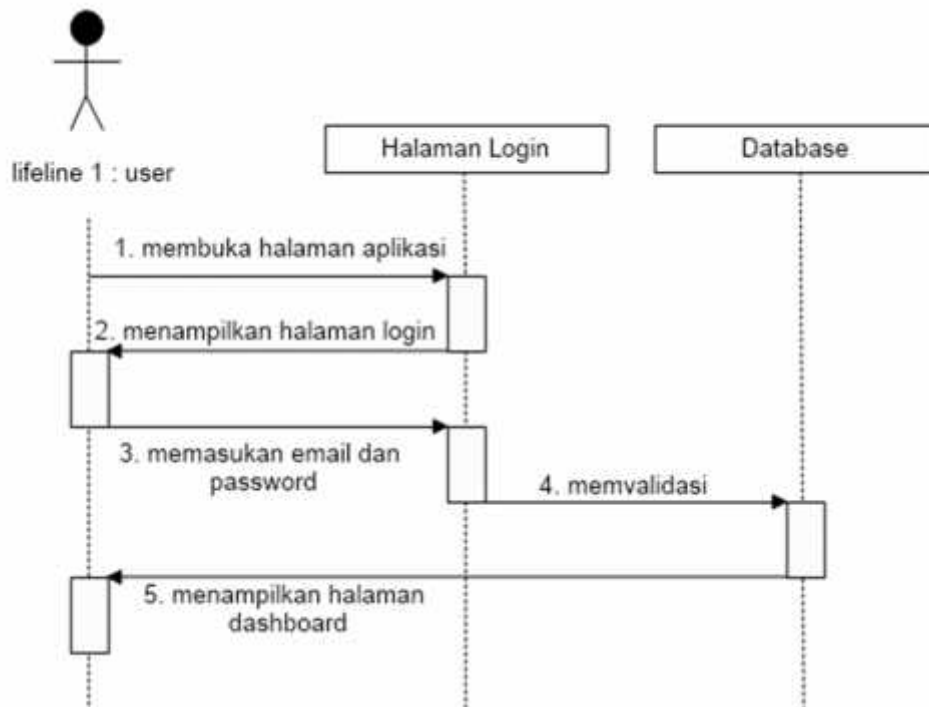 Halaman Login
Database
lifeline 1 : user
1. membuka halaman aplikasi
2. menampilkan halaman login
3. memasukan email dan
password
4. memvalidasi
5. menampilkan halaman
dashboard